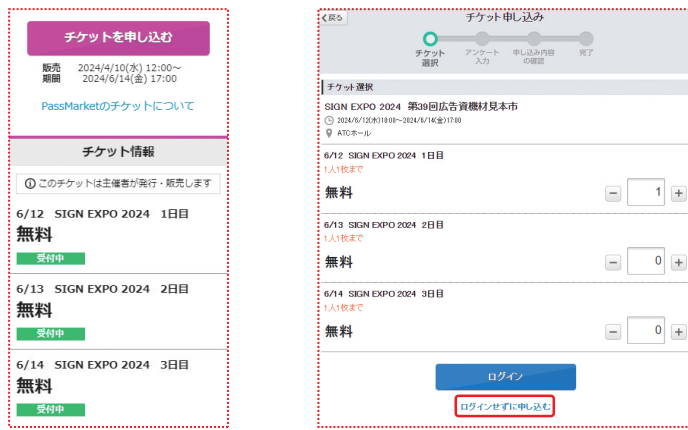 チケットを申し込む
販売期間 2024/4/10(水) 12:00～
2024/6/14(金) 17:00
PassMarketのチケットについて
チケット情報
このチケットは主催者が発行・販売します
6/12 SIGN EXPO 2024 1日目
無料
受付中
6/13 SIGN EXPO 2024 2日目
無料
受付中
6/14 SIGN EXPO 2024 3日目
無料
受付中
戻る
チケット申し込み
チケット選択
アンケート入力
申し込み内容の確認
完了
チケット選択
SIGN EXPO 2024 第39回広告資機材見本市
2024/6/12(水)10:00～2024/6/14(金)17:00
ATCホール
6/12 SIGN EXPO 2024 1日目
1人1枚まで
無料 － 1 ＋
6/13 SIGN EXPO 2024 2日目
1人1枚まで
無料 － 0 ＋
6/14 SIGN EXPO 2024 3日目
1人1枚まで
無料 － 0 ＋
ログイン
ログインせずに申し込む